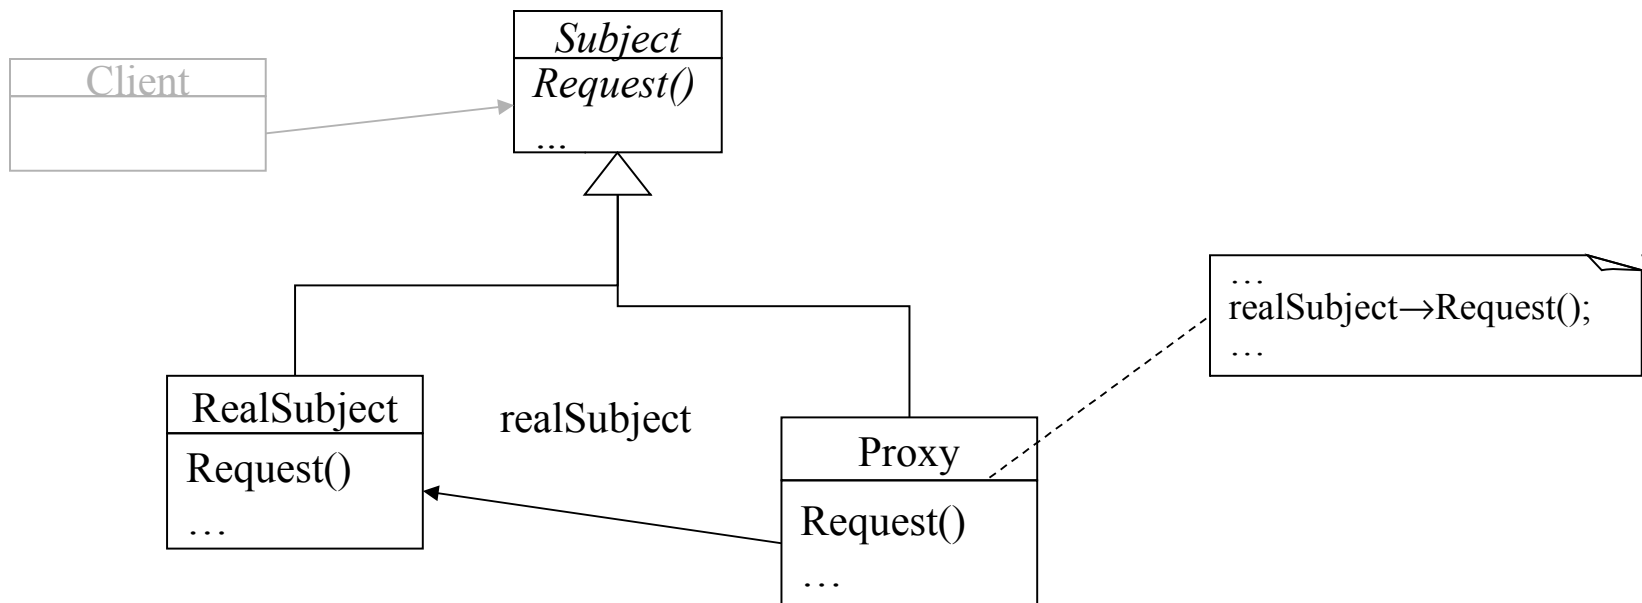 Subject
Request()
…
Client
…
realSubject→Request();
…
RealSubject
Request()
…
realSubject
Proxy
Request()
…